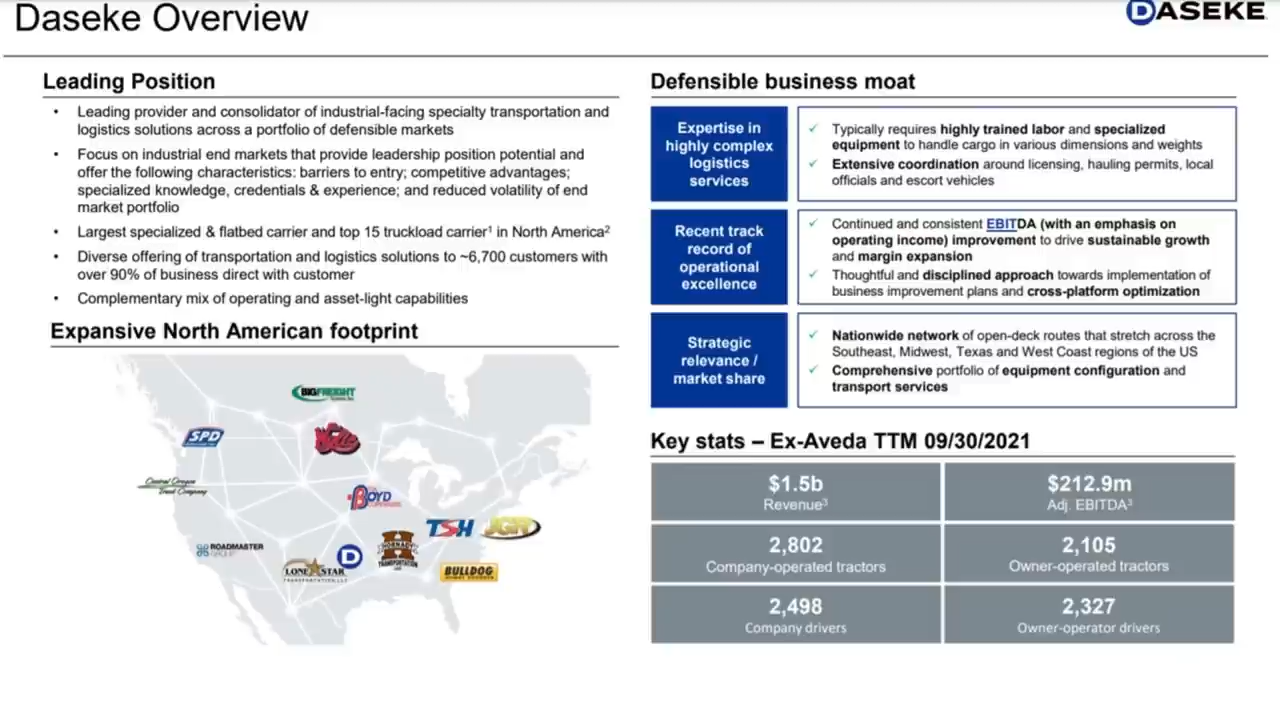 Daseke Overview
DASEKE
Leading Position
• Leading provider and consolidator of industrial-facing specialty transportation and
logistics solutions across a portfolio of defensible markets
• Focus on industrial end markets that provide leadership position potential and
offer the following characteristics: barriers to entry; competitive advantages;
specialized knowledge, credentials & experience; and reduced volatility of end
market portfolio
• Largest specialized & flatbed carrier and top 15 truckload carrier¹ in North America²
• Diverse offering of transportation and logistics solutions to ~6,700 customers with
over 90% of business direct with customer
• Complementary mix of operating and asset-light capabilities
Expansive North American footprint
BIGFREIGHT
SPD
Central Oregon
Truck Company
BOYD
TSH
JGR
ROADMASTER
GROUP
LONE STAR
TRANSPORTATION, LLC
D
HORNADY
TRANSPORTATION
BULLDOG
Defensible business moat
Expertise in
highly complex
logistics
services
✓ Typically requires highly trained labor and specialized
equipment to handle cargo in various dimensions and weights
✓ Extensive coordination around licensing, hauling permits, local
officials and escort vehicles
Recent track
record of
operational
excellence
✓ Continued and consistent EBITDA (with an emphasis on
operating income) improvement to drive sustainable growth
and margin expansion
✓ Thoughtful and disciplined approach towards implementation of
business improvement plans and cross-platform optimization
Strategic
relevance /
market share
✓ Nationwide network of open-deck routes that stretch across the
Southeast, Midwest, Texas and West Coast regions of the US
✓ Comprehensive portfolio of equipment configuration and
transport services
Key stats – Ex-Aveda TTM 09/30/2021
$1.5b
Revenue³
$212.9m
Adj. EBITDA³
2,802
Company-operated tractors
2,105
Owner-operated tractors
2,498
Company drivers
2,327
Owner-operator drivers